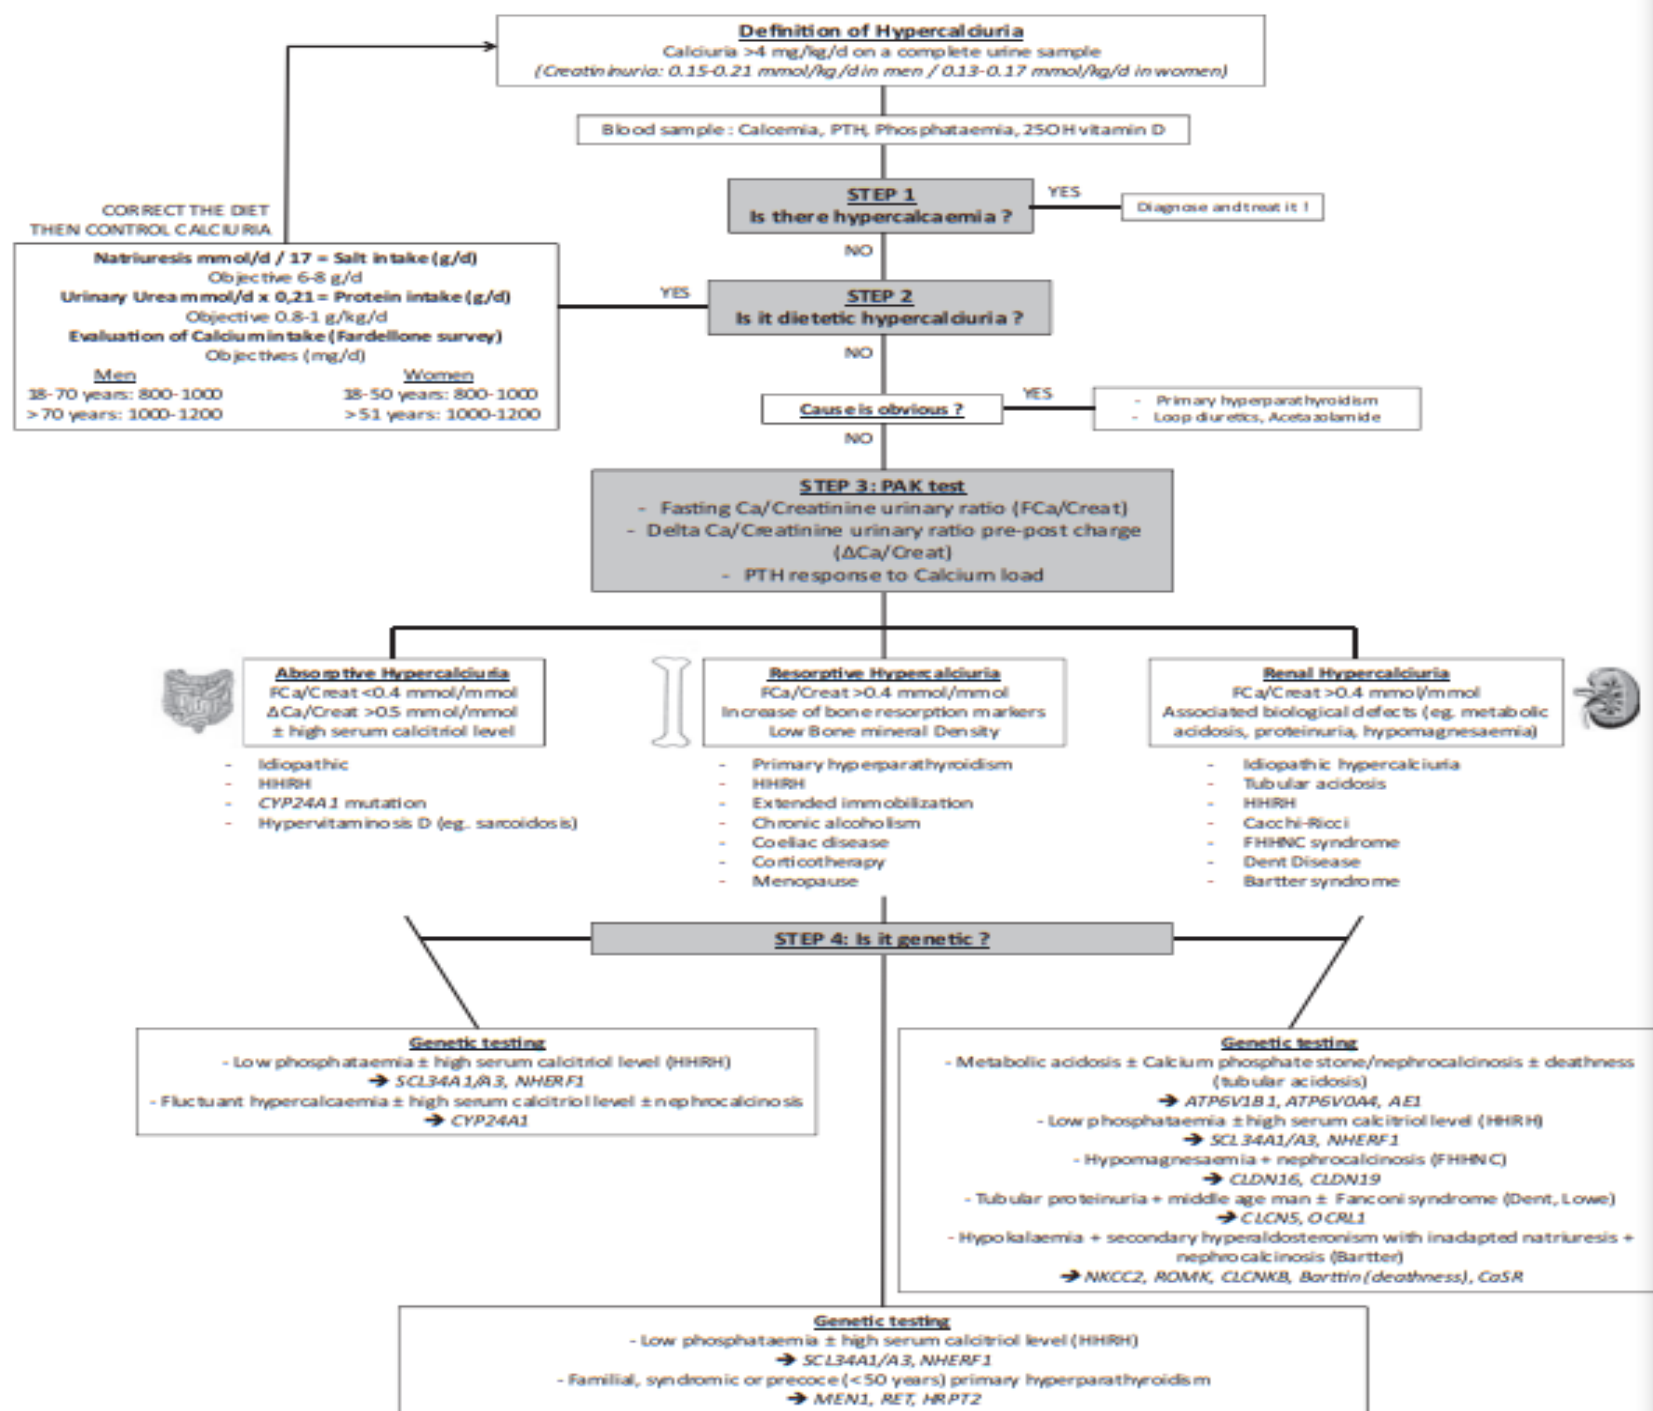 Definition of Hypercalciuria
Calciuria >4 mg/kg/d on a complete urine sample
(Creatininuria: 0.15-0.21 mmol/kg/d in men / 0.13-0.17 mmol/kg/d in women)
Blood sample : Calcemia, PTH, Phosphataemia, 25OH vitamin D
STEP 1
Is there hypercalcaemia ?
YES
Diagnose and treat it !
NO
CORRECT THE DIET
THEN CONTROL CALCIURIA
Natriuresis mmol/d / 17 = Salt intake (g/d)
Objective 6-8 g/d
Urinary Urea mmol/d x 0,21 = Protein intake (g/d)
Objective 0.8-1 g/kg/d
Evaluation of Calcium intake (Fardellone survey)
Objectives (mg/d)
Men Women
18-70 years: 800-1000 18-50 years: 800-1000
>70 years: 1000-1200 >51 years: 1000-1200
YES
STEP 2
Is it dietetic hypercalciuria ?
NO
Cause is obvious ?
YES
- Primary hyperparathyroidism
- Loop diuretics, Acetazolamide
NO
STEP 3: PAK test
- Fasting Ca/Creatinine urinary ratio (FCa/Creat)
- Delta Ca/Creatinine urinary ratio pre-post charge
(ΔCa/Creat)
- PTH response to Calcium load
Absorptive Hypercalciuria
FCa/Creat <0.4 mmol/mmol
ΔCa/Creat >0.5 mmol/mmol
± high serum calcitriol level
- Idiopathic
- HHRH
- CYP24A1 mutation
- Hypervitaminosis D (eg. sarcoidosis)
Resorptive Hypercalciuria
FCa/Creat >0.4 mmol/mmol
Increase of bone resorption markers
Low Bone mineral Density
- Primary hyperparathyroidism
- HHRH
- Extended immobilization
- Chronic alcoholism
- Coeliac disease
- Corticotherapy
- Menopause
Renal Hypercalciuria
FCa/Creat >0.4 mmol/mmol
Associated biological defects (eg. metabolic
acidosis, proteinuria, hypomagnesaemia)
- Idiopathic hypercalciuria
- Tubular acidosis
- HHRH
- Cacchi-Ricci
- FHHNC syndrome
- Dent Disease
- Bartter syndrome
STEP 4: Is it genetic ?
Genetic testing
- Low phosphataemia ± high serum calcitriol level (HHRH)
➔ SCL34A1/A3, NHERF1
- Fluctuant hypercalcaemia ± high serum calcitriol level ± nephrocalcinosis
➔ CYP24A1
Genetic testing
- Metabolic acidosis ± Calcium phosphate stone/nephrocalcinosis ± deathness
(tubular acidosis)
➔ ATP6V1B1, ATP6V0A4, AE1
- Low phosphataemia ± high serum calcitriol level (HHRH)
➔ SCL34A1/A3, NHERF1
- Hypomagnesaemia + nephrocalcinosis (FHHNC)
➔ CLDN16, CLDN19
- Tubular proteinuria + middle age man ± Fanconi syndrome (Dent, Lowe)
➔ CLCN5, OCRL1
- Hypokalaemia + secondary hyperaldosteronism with inadapted natriuresis +
nephrocalcinosis (Bartter)
➔ NKCC2, ROMK, CLCNKB, Barttin (deathness), CaSR
Genetic testing
- Low phosphataemia ± high serum calcitriol level (HHRH)
➔ SCL34A1/A3, NHERF1
- Familial, syndromic or precoce (<50 years) primary hyperparathyroidism
➔ MEN1, RET, HRPT2